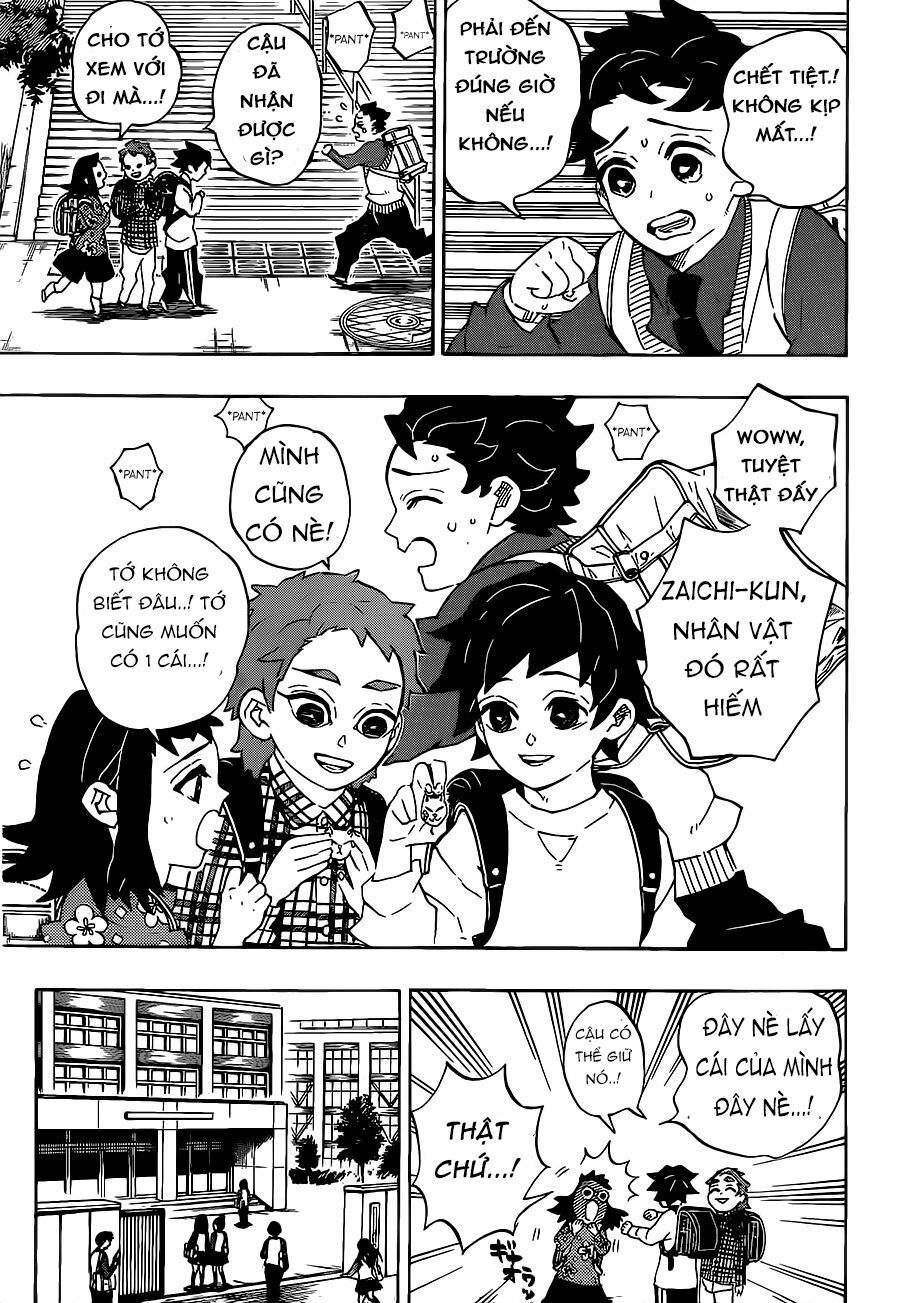 PHẢI ĐẾN
TRƯỜNG
ĐÚNG GIỜ
NẾU
KHÔNG...!
CHẾT TIỆT.!
KHÔNG KỊP
MẤT...!
*PANT*
*PANT*
CẬU
ĐÃ
NHẬN
ĐƯỢC
GÌ?
CHO TỚ
XEM VỚI
ĐI MÀ...!
WOWW,
TUYỆT
THẬT ĐẤY
ZAICHI-KUN,
NHÂN VẬT
ĐÓ RẤT
HIẾM
*PANT*
*PANT*
*PANT*
MÌNH
CŨNG
CÓ NÈ!
TỚ KHÔNG
BIẾT ĐÂU..! TỚ
CŨNG MUỐN
CÓ 1 CÁI...!
ĐÂY NÈ LẤY
CÁI CỦA MÌNH
ĐÂY NÈ...!
CẬU CÓ
THỂ GIỮ
NÓ..!
THẬT
CHỨ...!